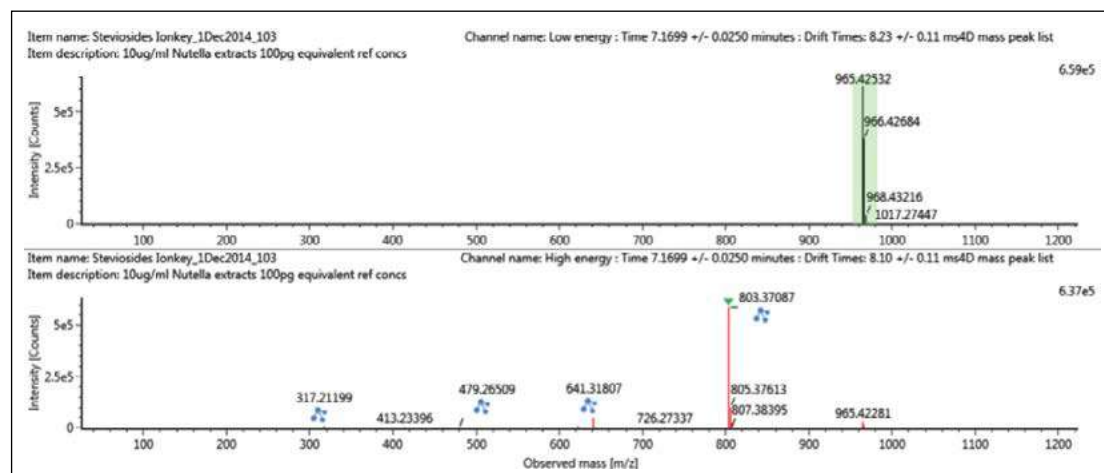 Item name: Steviosides Ionkey_1Dec2014_103
Channel name: Low energy : Time 7.1699 +/- 0.0250 minutes : Drift Times: 8.23 +/- 0.11 ms4D mass peak list
Item description: 10ug/ml Nutella extracts 100pg equivalent ref concs
6.59e5
965.42532
5e5
966.42684
Intensity [Counts]
2.5e5
968.43216
1017.27447
0
100 200 300 400 500 600 700 800 900 1000 1100 1200
Item name: Steviosides Ionkey_1Dec2014_103
Channel name: High energy : Time 7.1699 +/- 0.0250 minutes : Drift Times: 8.10 +/- 0.11 ms4D mass peak list
Item description: 10ug/ml Nutella extracts 100pg equivalent ref concs
6.37e5
803.37087
5e5
Intensity [Counts]
2.5e5
317.21199
413.23396
479.26509
641.31807
726.27337
805.37613
807.38395
965.42281
0
100 200 300 400 500 600 700 800 900 1000 1100 1200
Observed mass [m/z]